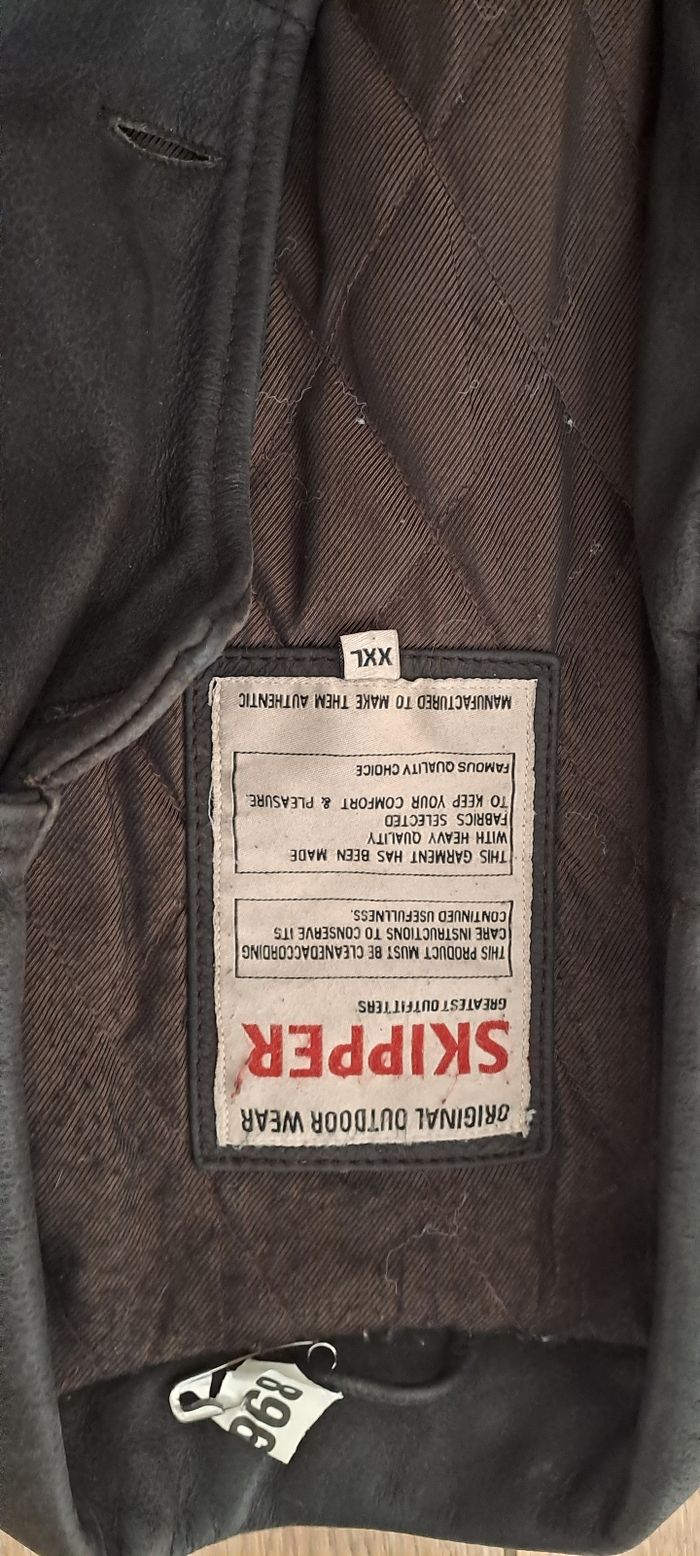 ORIGINAL OUTDOOR WEAR
SKIPPER
GREATEST OUTFITTERS
THIS PRODUCT MUST BE CLEANEDACCORDING
CARE INSTRUCTIONS TO CONSERVE ITS
CONTINUED USEFULLNESS.
THIS GARMENT HAS BEEN MADE
WITH HEAVY QUALITY
FABRICS SELECTED
TO KEEP YOUR COMFORT & PLEASURE.
FAMOUS QUALITY CHOICE
MANUFACTURED TO MAKE THEM AUTHENTIC
XXL
968